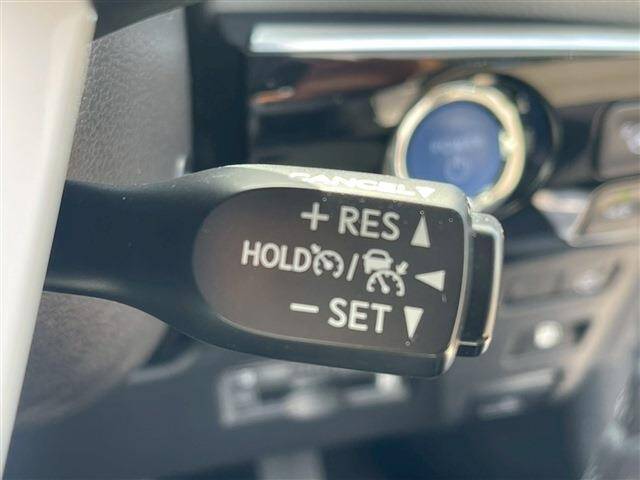 CANCEL▼
+ RES ▲
HOLD / ◀
− SET ▼